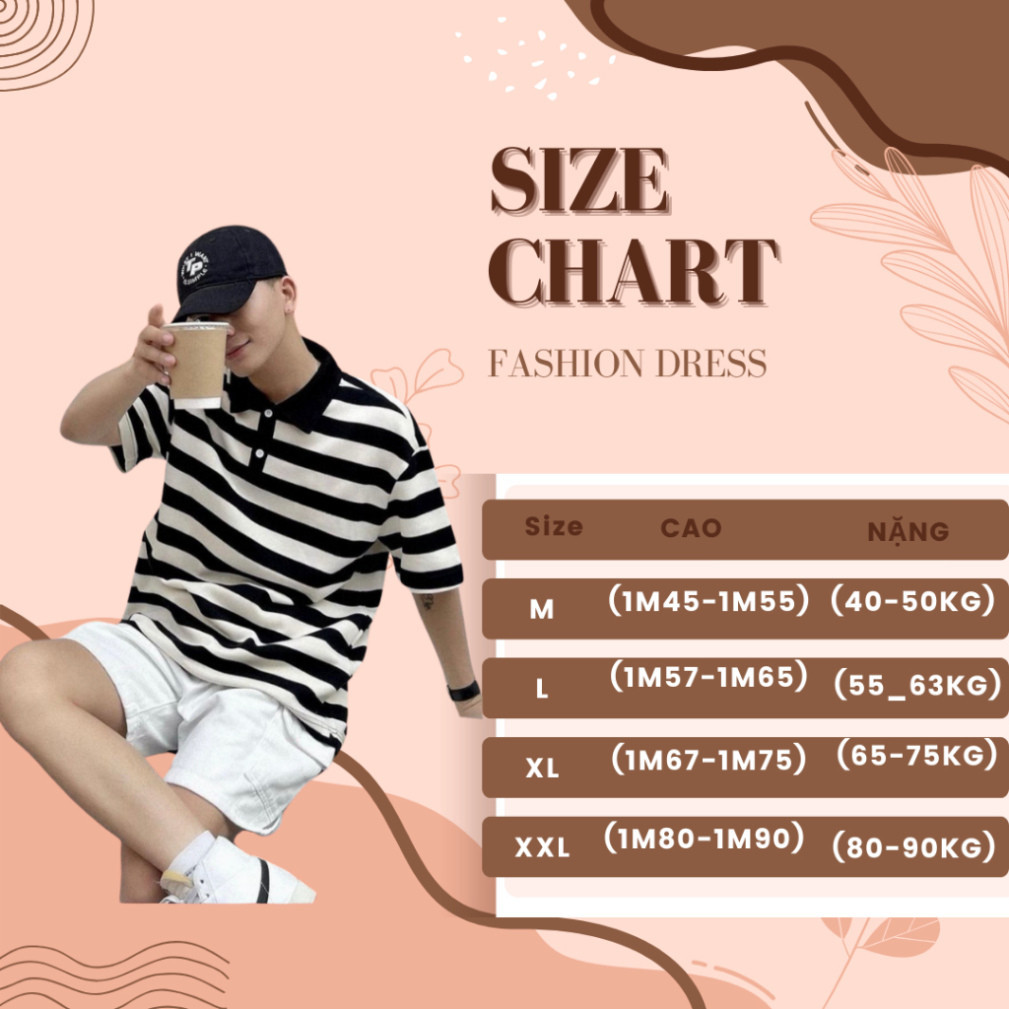 SIZE
CHART
FASHION DRESS
Size CAO NẶNG
M (1M45-1M55) (40-50KG)
L (1M57-1M65) (55_63KG)
XL (1M67-1M75) (65-75KG)
XXL (1M80-1M90) (80-90KG)